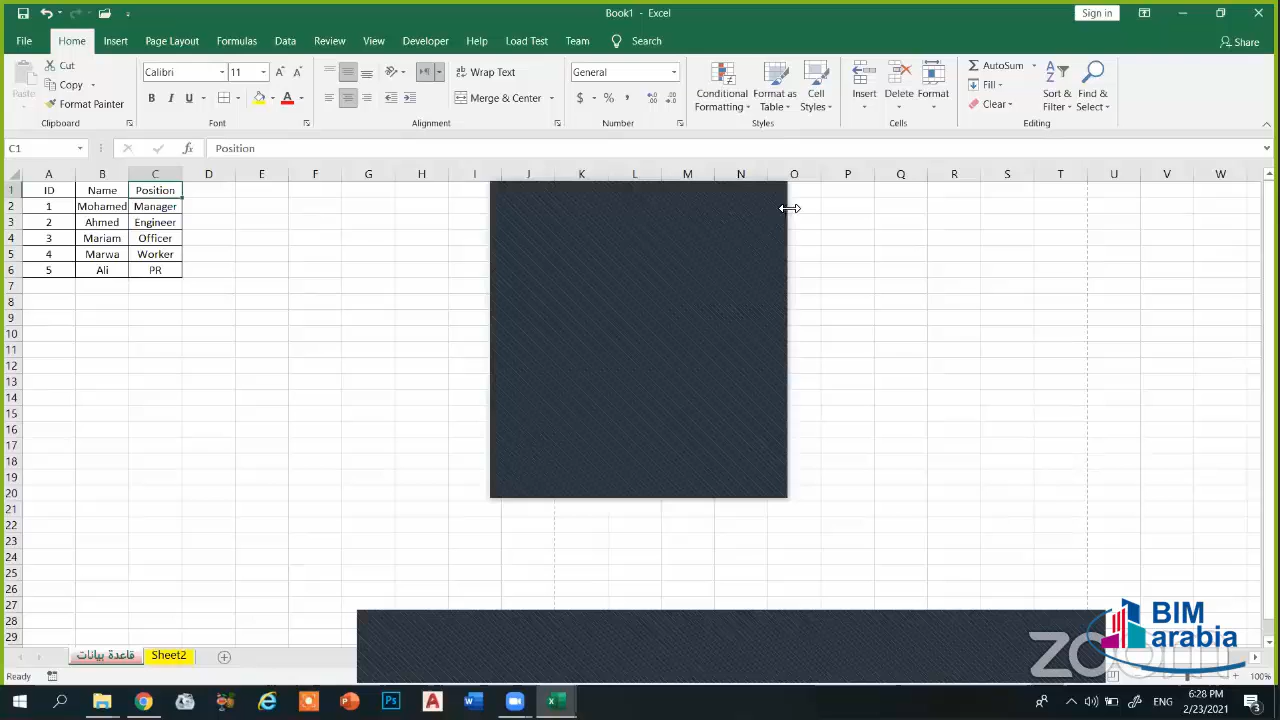 Book1 - Excel
Sign in
File Home Insert Page Layout Formulas Data Review View Developer Help Load Test Team Search Share
Paste Cut Copy Format Painter Clipboard
Calibri 11 B I U A Font
Wrap Text Merge & Center Alignment
General $ % , Number
Conditional Formatting Format as Table Cell Styles Styles
Insert Delete Format Cells
AutoSum Fill Clear Sort & Filter Find & Select Editing
C1 fx Position
A B C D E F G H I J K L M N O P Q R S T U V W
1 ID Name Position
2 1 Mohamed Manager
3 2 Ahmed Engineer
4 3 Mariam Officer
5 4 Marwa Worker
6 5 Ali PR
7
8
9
10
11
12
13
14
15
16
17
18
19
20
21
22
23
24
25
26
27
28
29
BIM
arabia
zoom
قاعدة بيانات Sheet2
Ready 100%
ENG 6:28 PM
2/23/2021